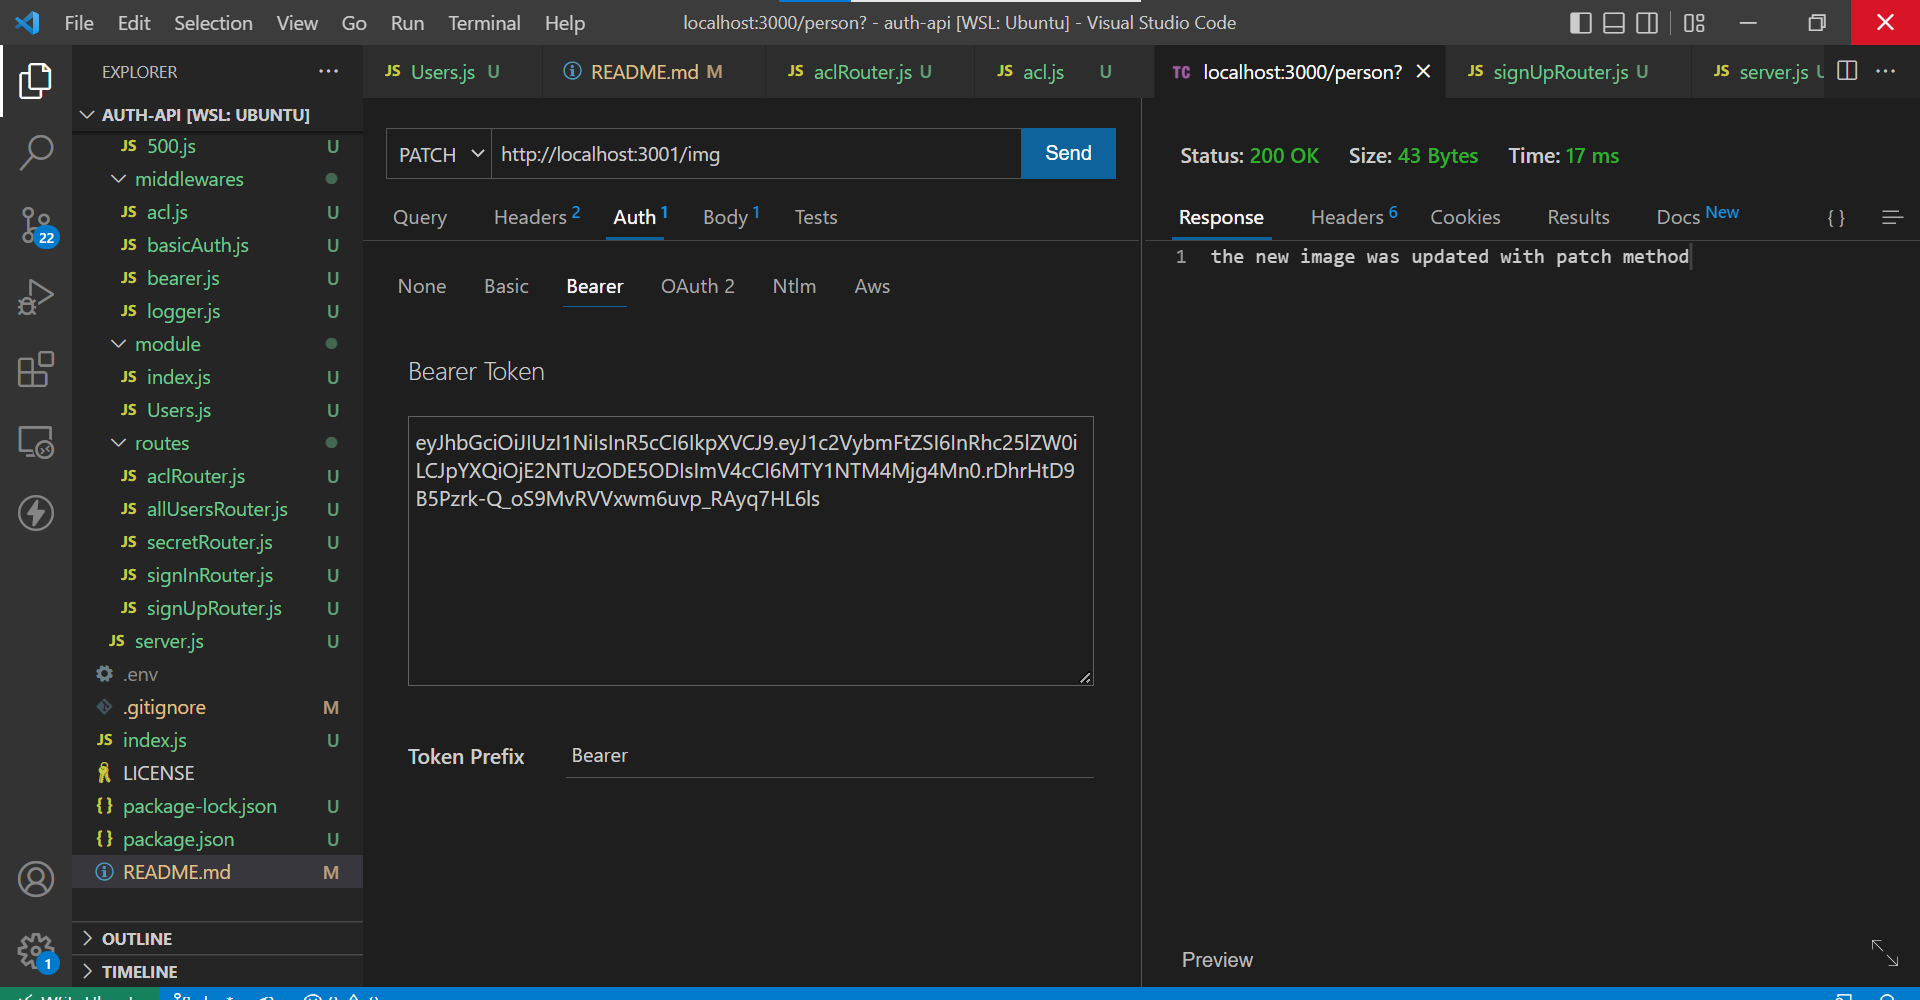 File Edit Selection View Go Run Terminal Help
localhost:3000/person? - auth-api [WSL: Ubuntu] - Visual Studio Code
EXPLORER
AUTH-API [WSL: UBUNTU]
JS 500.js U
middlewares
JS acl.js U
JS basicAuth.js U
JS bearer.js U
JS logger.js U
module
JS index.js U
JS Users.js U
routes
JS aclRouter.js U
JS allUsersRouter.js U
JS secretRouter.js U
JS signInRouter.js U
JS signUpRouter.js U
JS server.js U
.env
.gitignore M
JS index.js U
LICENSE
{} package-lock.json U
{} package.json U
README.md M
OUTLINE
TIMELINE
22
1
JS Users.js U
README.md M
JS aclRouter.js U
JS acl.js U
TC localhost:3000/person?
JS signUpRouter.js U
JS server.js U
PATCH http://localhost:3001/img Send
Query Headers 2 Auth 1 Body 1 Tests
None Basic Bearer OAuth 2 Ntlm Aws
Bearer Token
eyJhbGciOiJIUzI1NiIsInR5cCI6IkpXVCJ9.eyJ1c2VybmFtZSI6InRhc25lZW0i
LCJpYXQiOjE2NTUzODE5ODIsImV4cCI6MTY1NTM4Mjg4Mn0.rDhrHtD9
B5Pzrk-Q_oS9MvRVVxwm6uvp_RAyq7HL6ls
Token Prefix Bearer
Status: 200 OK Size: 43 Bytes Time: 17 ms
Response Headers 6 Cookies Results Docs New { }
1 the new image was updated with patch method
Preview